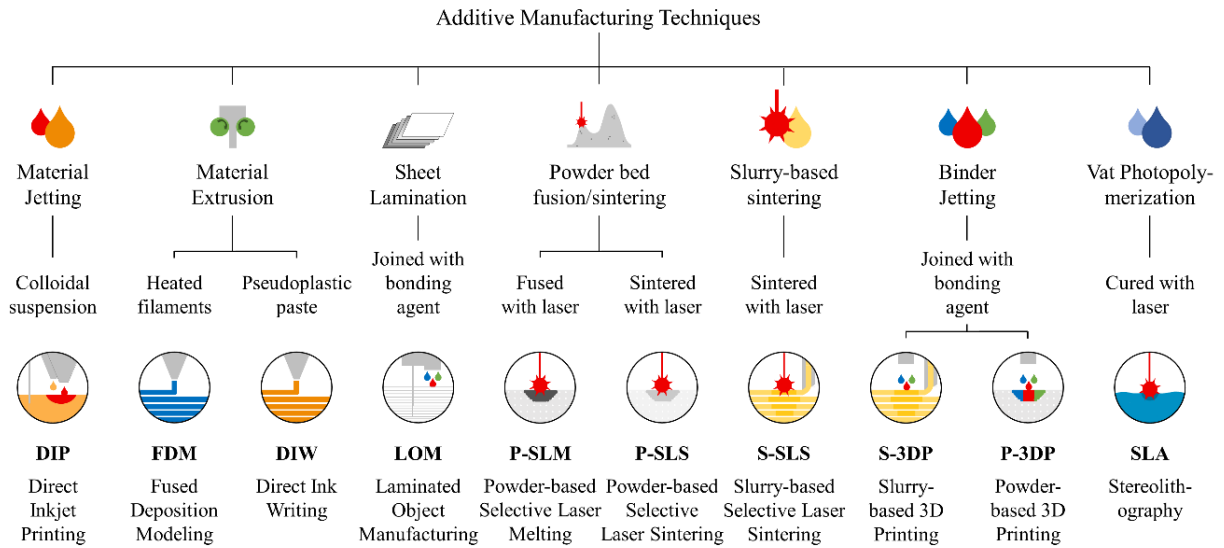 Additive Manufacturing Techniques
Material
Jetting
Material
Extrusion
Sheet
Lamination
Powder bed
fusion/sintering
Slurry-based
sintering
Binder
Jetting
Vat Photopoly-
merization
Colloidal
suspension
Heated
filaments
Pseudoplastic
paste
Joined with
bonding
agent
Fused
with laser
Sintered
with laser
Sintered
with laser
Joined with
bonding
agent
Cured with
laser
DIP
Direct
Inkjet
Printing
FDM
Fused
Deposition
Modeling
DIW
Direct Ink
Writing
LOM
Laminated
Object
Manufacturing
P-SLM
Powder-based
Selective Laser
Melting
P-SLS
Powder-based
Selective
Laser Sintering
S-SLS
Slurry-based
Selective Laser
Sintering
S-3DP
Slurry-
based 3D
Printing
P-3DP
Powder-
based 3D
Printing
SLA
Stereolith-
ography